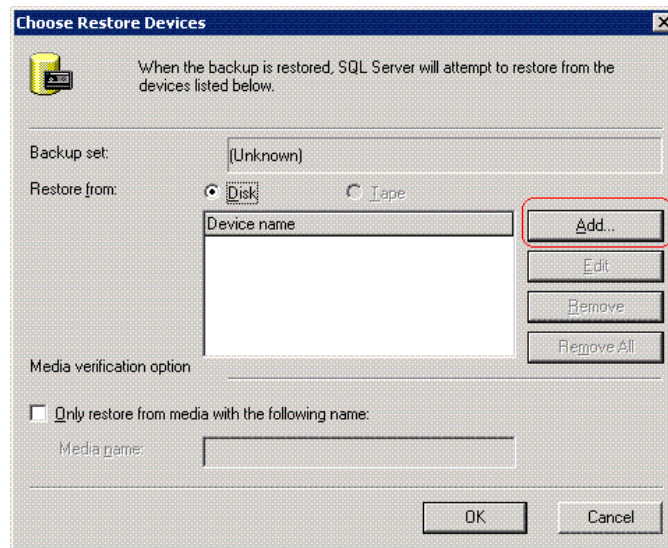 Choose Restore Devices
When the backup is restored, SQL Server will attempt to restore from the
devices listed below.
Backup set:
(Unknown)
Restore from:
Disk
Tape
Device name
Add...
Edit
Remove
Remove All
Media verification option
Only restore from media with the following name:
Media name:
OK
Cancel